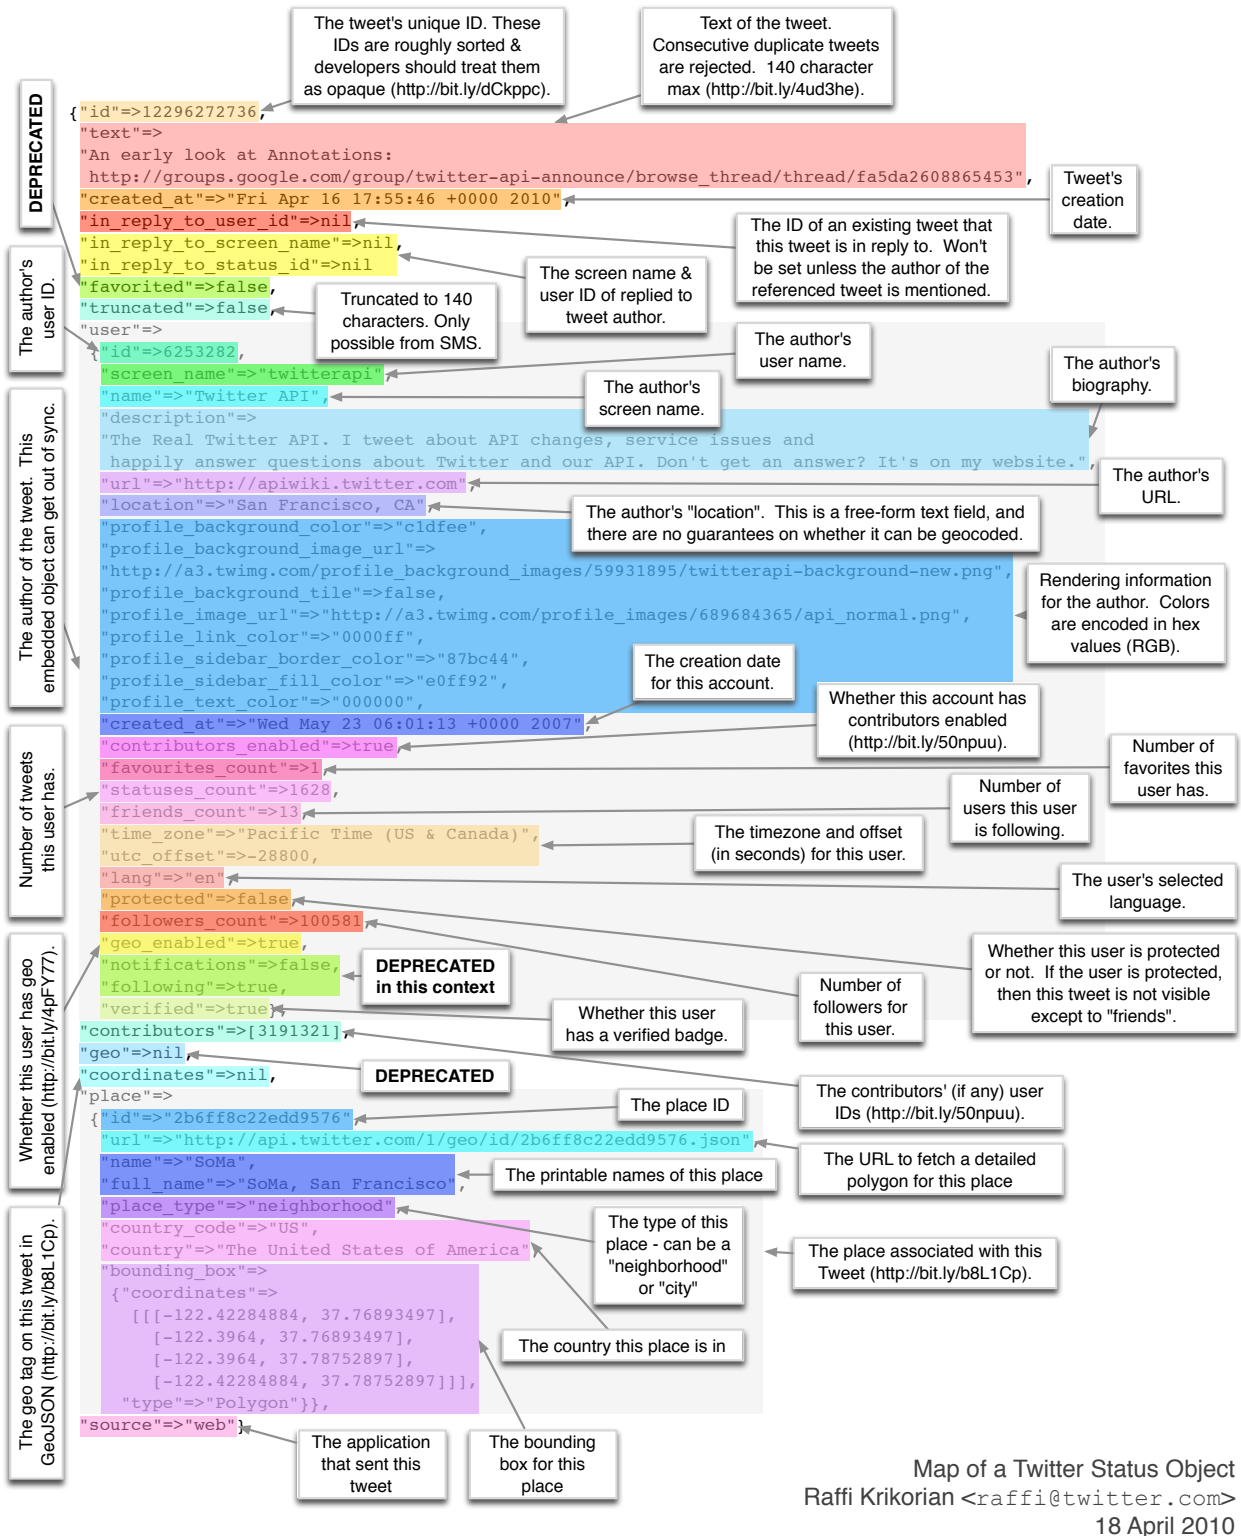 The tweet's unique ID. These
IDs are roughly sorted &
developers should treat them
as opaque (http://bit.ly/dCkppc).
Text of the tweet.
Consecutive duplicate tweets
are rejected. 140 character
max (http://bit.ly/4ud3he).
DEPRECATED
{"id"=>12296272736,
"text"=>
"An early look at Annotations:
http://groups.google.com/group/twitter-api-announce/browse_thread/thread/fa5da2608865453",
"created_at"=>"Fri Apr 16 17:55:46 +0000 2010",
Tweet's
creation
date.
"in_reply_to_user_id"=>nil,
"in_reply_to_screen_name"=>nil,
"in_reply_to_status_id"=>nil
The ID of an existing tweet that
this tweet is in reply to. Won't
be set unless the author of the
referenced tweet is mentioned.
The screen name &
user ID of replied to
tweet author.
"favorited"=>false,
"truncated"=>false,
Truncated to 140
characters. Only
possible from SMS.
The author's
user ID.
"user"=>
{"id"=>6253282,
"screen_name"=>"twitterapi",
The author's
user name.
"name"=>"Twitter API",
The author's
screen name.
The author's
biography.
"description"=>
"The Real Twitter API. I tweet about API changes, service issues and
happily answer questions about Twitter and our API. Don't get an answer? It's on my website.",
"url"=>"http://apiwiki.twitter.com",
The author's
URL.
"location"=>"San Francisco, CA",
The author's "location". This is a free-form text field, and
there are no guarantees on whether it can be geocoded.
The author of the tweet. This
embedded object can get out of sync.
"profile_background_color"=>"c1dfee",
"profile_background_image_url"=>
"http://a3.twimg.com/profile_background_images/59931895/twitterapi-background-new.png",
"profile_background_tile"=>false,
"profile_image_url"=>"http://a3.twimg.com/profile_images/689684365/api_normal.png",
"profile_link_color"=>"0000ff",
"profile_sidebar_border_color"=>"87bc44",
"profile_sidebar_fill_color"=>"e0ff92",
"profile_text_color"=>"000000",
Rendering information
for the author. Colors
are encoded in hex
values (RGB).
The creation date
for this account.
"created_at"=>"Wed May 23 06:01:13 +0000 2007",
"contributors_enabled"=>true,
Whether this account has
contributors enabled
(http://bit.ly/50npuu).
"favourites_count"=>1,
Number of
favorites this
user has.
"statuses_count"=>1628,
Number of tweets
this user has.
"friends_count"=>13,
Number of
users this user
is following.
"time_zone"=>"Pacific Time (US & Canada)",
"utc_offset"=>-28800,
The timezone and offset
(in seconds) for this user.
"lang"=>"en",
The user's selected
language.
"protected"=>false,
"followers_count"=>100581,
"geo_enabled"=>true,
"notifications"=>false,
"following"=>true,
DEPRECATED
in this context
Whether this user is protected
or not. If the user is protected,
then this tweet is not visible
except to "friends".
Number of
followers for
this user.
Whether this user has geo
enabled (http://bit.ly/4pFY77).
"verified"=>true},
Whether this user
has a verified badge.
"contributors"=>[3191321],
"geo"=>nil,
DEPRECATED
"coordinates"=>nil,
The contributors' (if any) user
IDs (http://bit.ly/50npuu).
"place"=>
{"id"=>"2b6ff8c22edd9576",
The place ID
"url"=>"http://api.twitter.com/1/geo/id/2b6ff8c22edd9576.json",
The URL to fetch a detailed
polygon for this place
"name"=>"SoMa",
"full_name"=>"SoMa, San Francisco",
The printable names of this place
"place_type"=>"neighborhood",
The type of this
place - can be a
"neighborhood"
or "city"
"country_code"=>"US",
"country"=>"The United States of America",
The place associated with this
Tweet (http://bit.ly/b8L1Cp).
The geo tag on this tweet in
GeoJSON (http://bit.ly/b8L1Cp).
"bounding_box"=>
{"coordinates"=>
[[[-122.42284884, 37.76893497],
[-122.3964, 37.76893497],
[-122.3964, 37.78752897],
[-122.42284884, 37.78752897]]],
"type"=>"Polygon"}},
The country this place is in
"source"=>"web"}
The application
that sent this
tweet
The bounding
box for this
place
Map of a Twitter Status Object
Raffi Krikorian <raffi@twitter.com>
18 April 2010